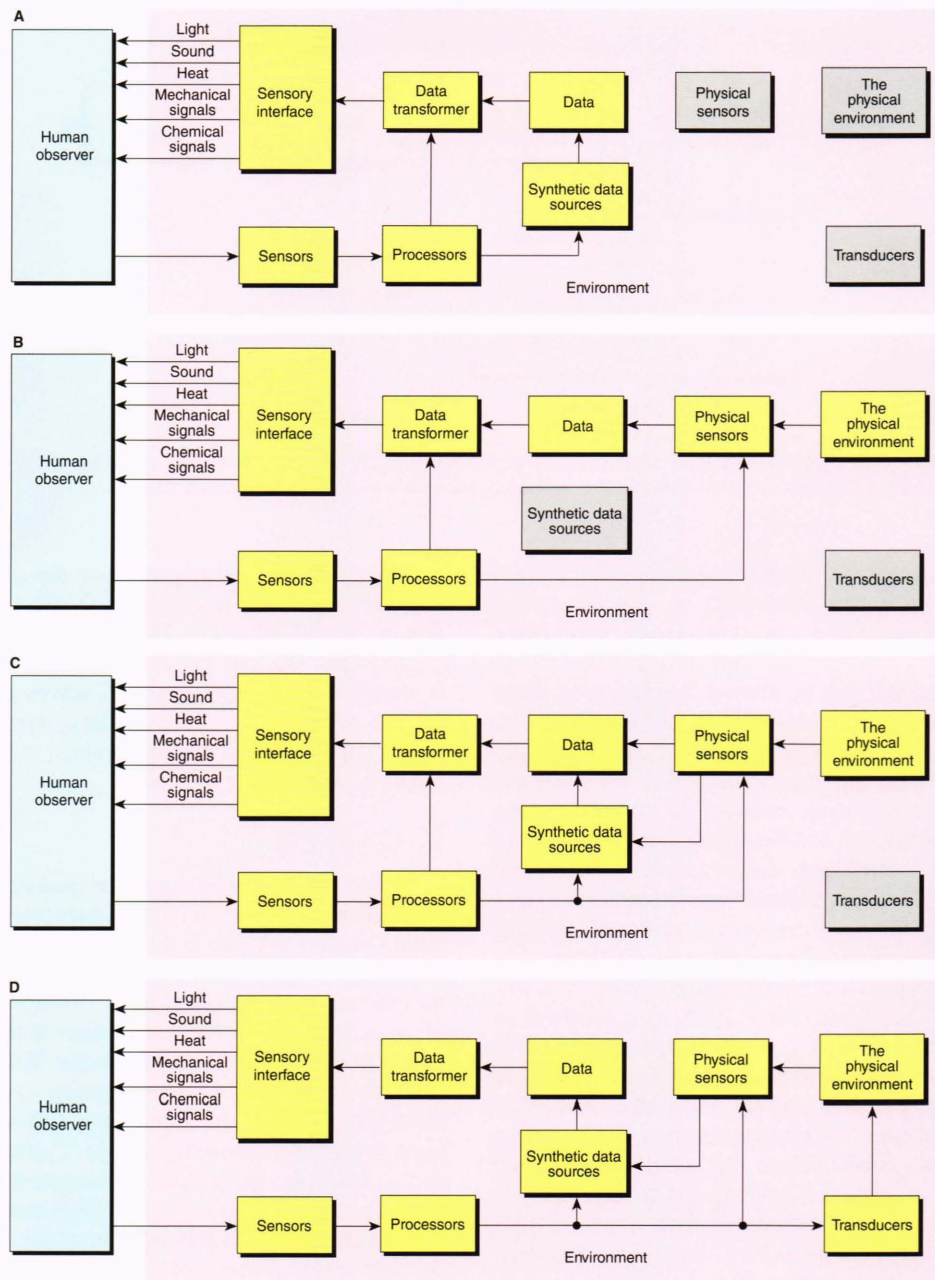 A
Light
Sound
Heat
Mechanical
signals
Chemical
signals
Human
observer
Sensory
interface
Data
transformer
Data
Physical
sensors
The
physical
environment
Synthetic data
sources
Sensors
Processors
Transducers
Environment
B
Light
Sound
Heat
Mechanical
signals
Chemical
signals
Human
observer
Sensory
interface
Data
transformer
Data
Physical
sensors
The
physical
environment
Synthetic data
sources
Sensors
Processors
Transducers
Environment
C
Light
Sound
Heat
Mechanical
signals
Chemical
signals
Human
observer
Sensory
interface
Data
transformer
Data
Physical
sensors
The
physical
environment
Synthetic data
sources
Sensors
Processors
Transducers
Environment
D
Light
Sound
Heat
Mechanical
signals
Chemical
signals
Human
observer
Sensory
interface
Data
transformer
Data
Physical
sensors
The
physical
environment
Synthetic data
sources
Sensors
Processors
Transducers
Environment